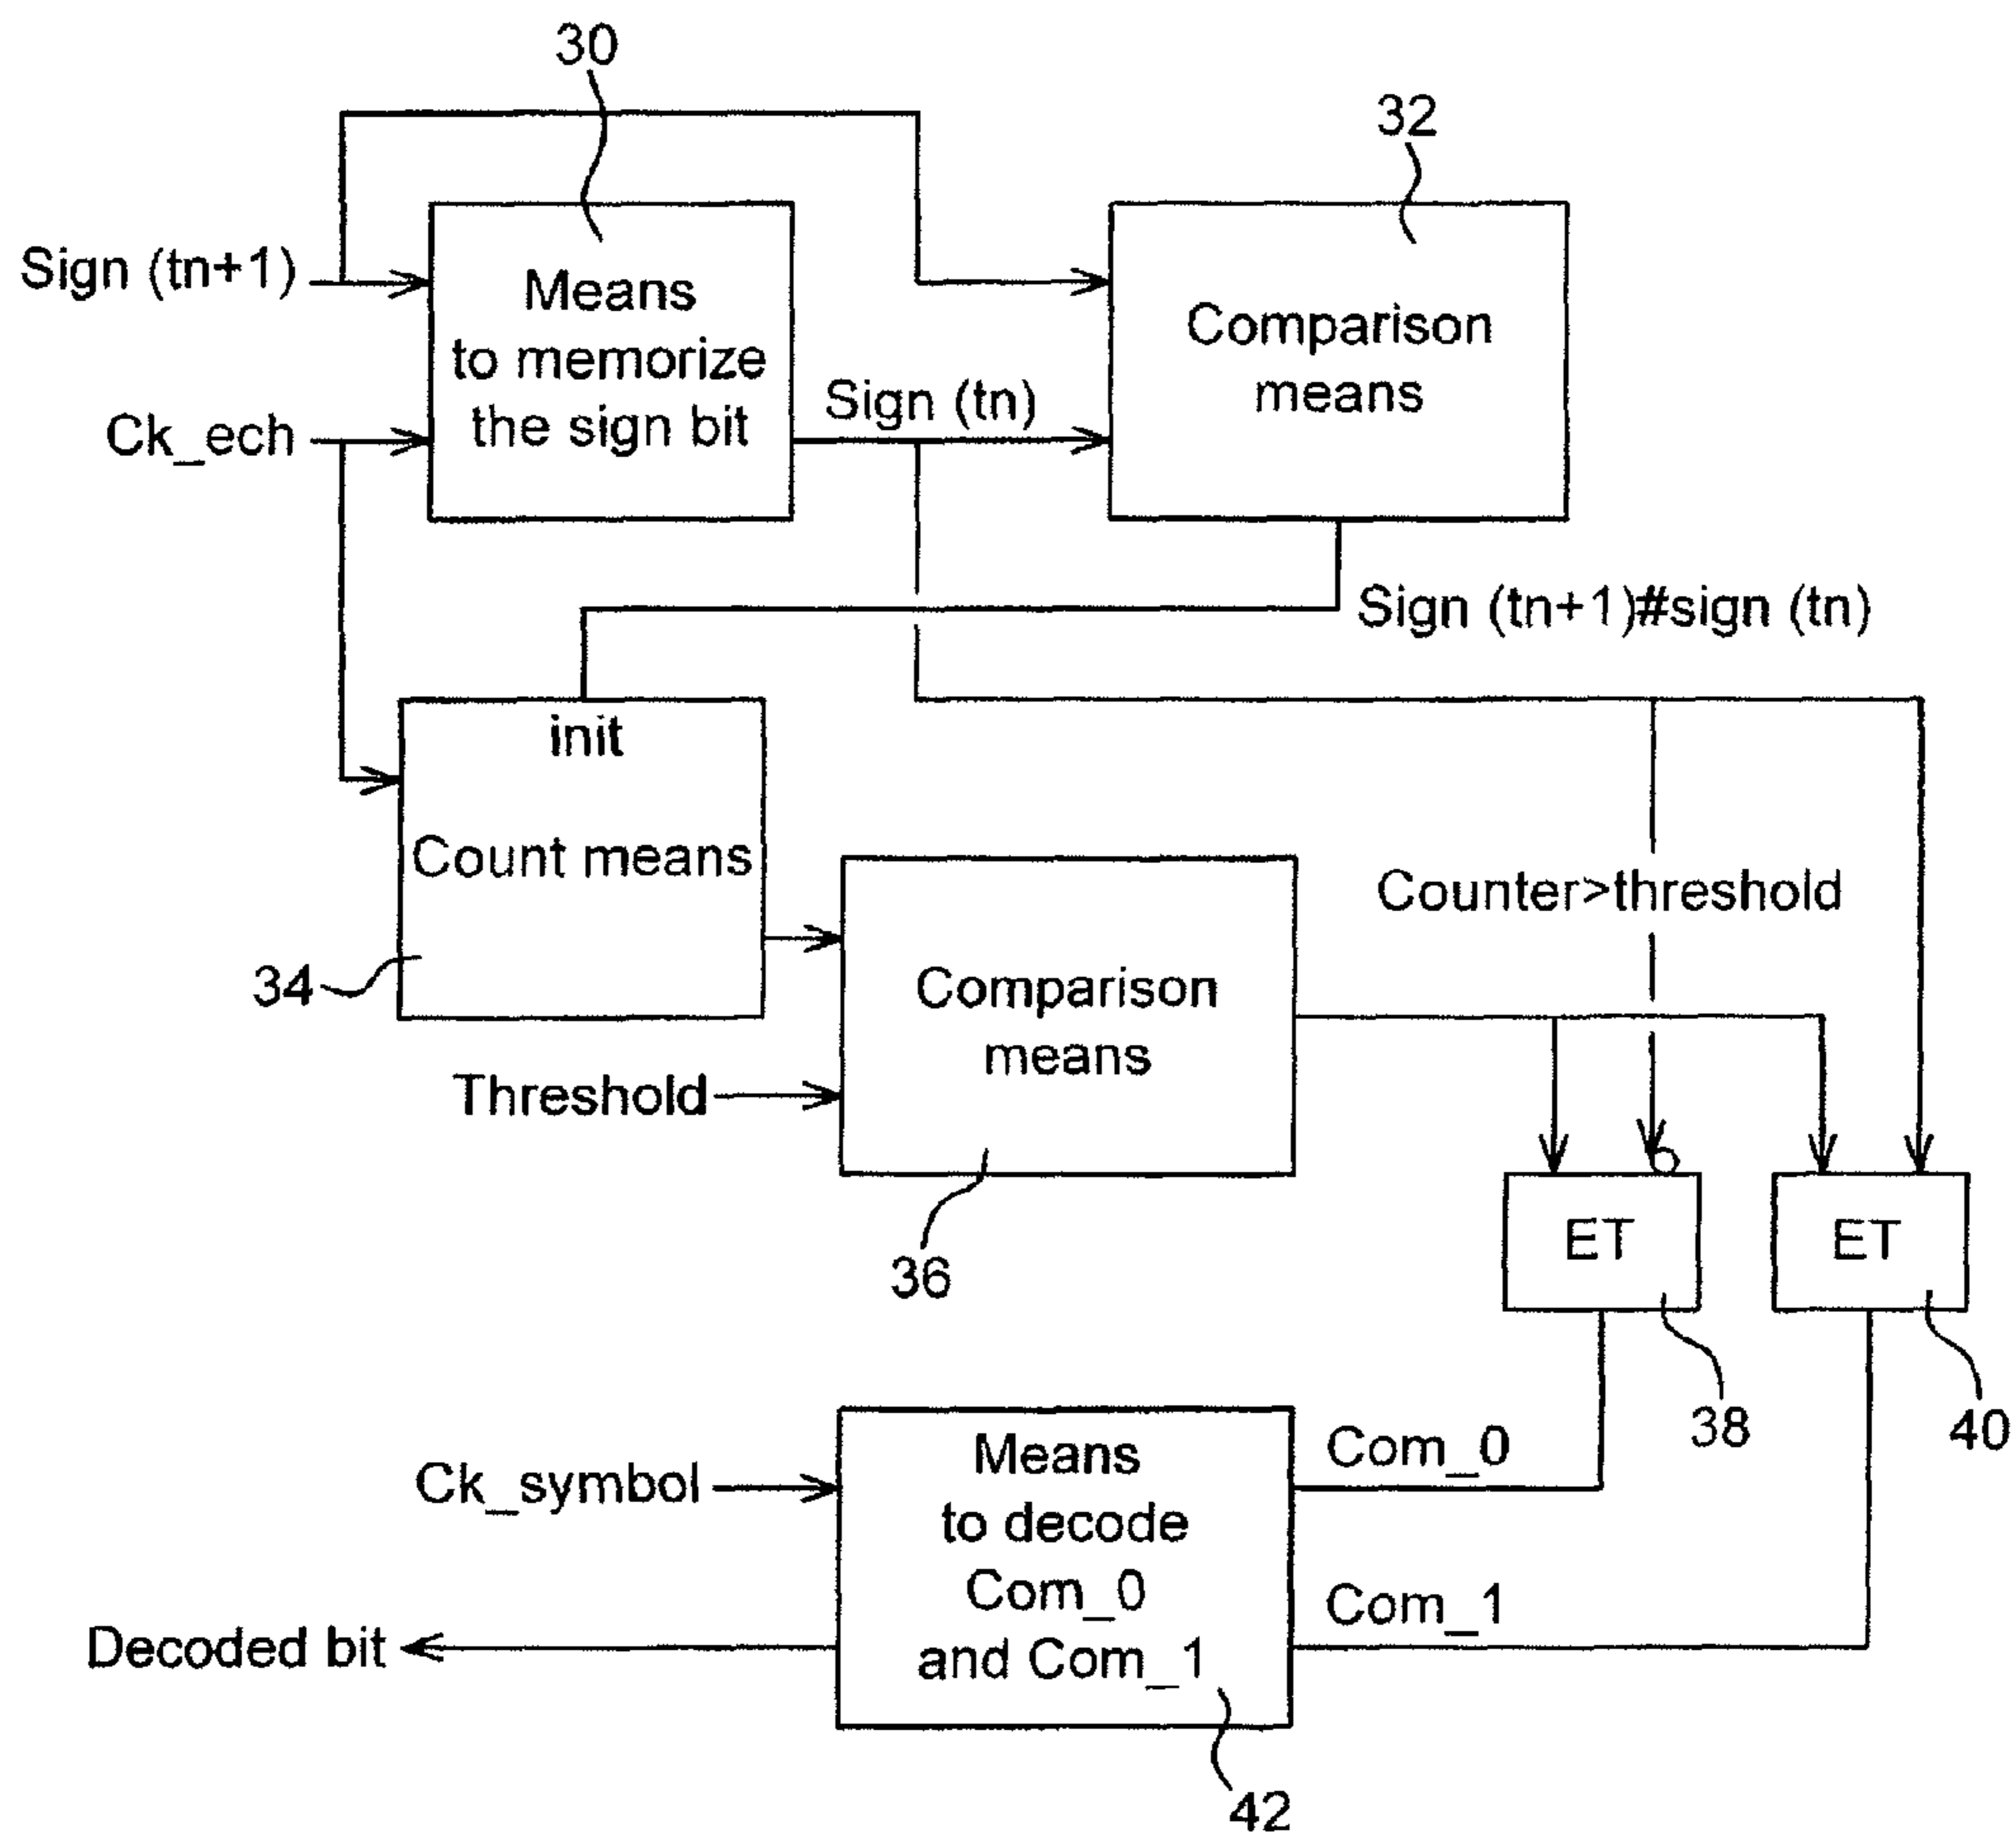 30
32
Sign (tn+1)
Means
to memorize
the sign bit
Comparison
means
Ck_ech
Sign (tn)
Sign (tn+1)#sign (tn)
init
Count means
34
Counter>threshold
Comparison
means
Threshold
36
ET
ET
38
40
Ck_symbol
Means
to decode
Com_0
and Com_1
Com_0
Com_1
Decoded bit
42